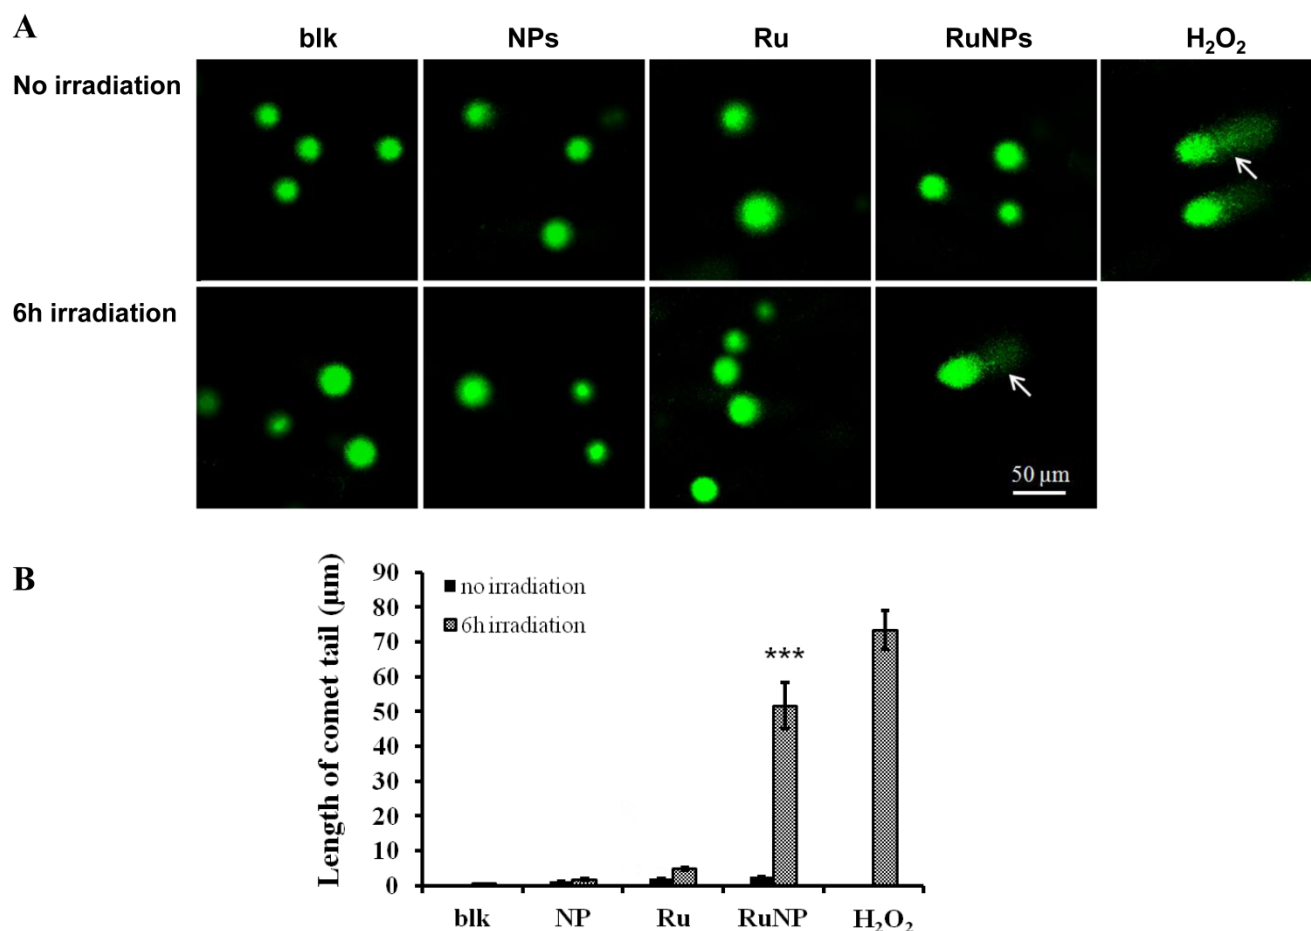 A
blk NPs Ru RuNPs H₂O₂
No irradiation
6h irradiation
50 µm
B
Length of comet tail (µm)
90
80
70
60
50
40
30
20
10
0
no irradiation
6h irradiation
***
blk NP Ru RuNP H₂O₂